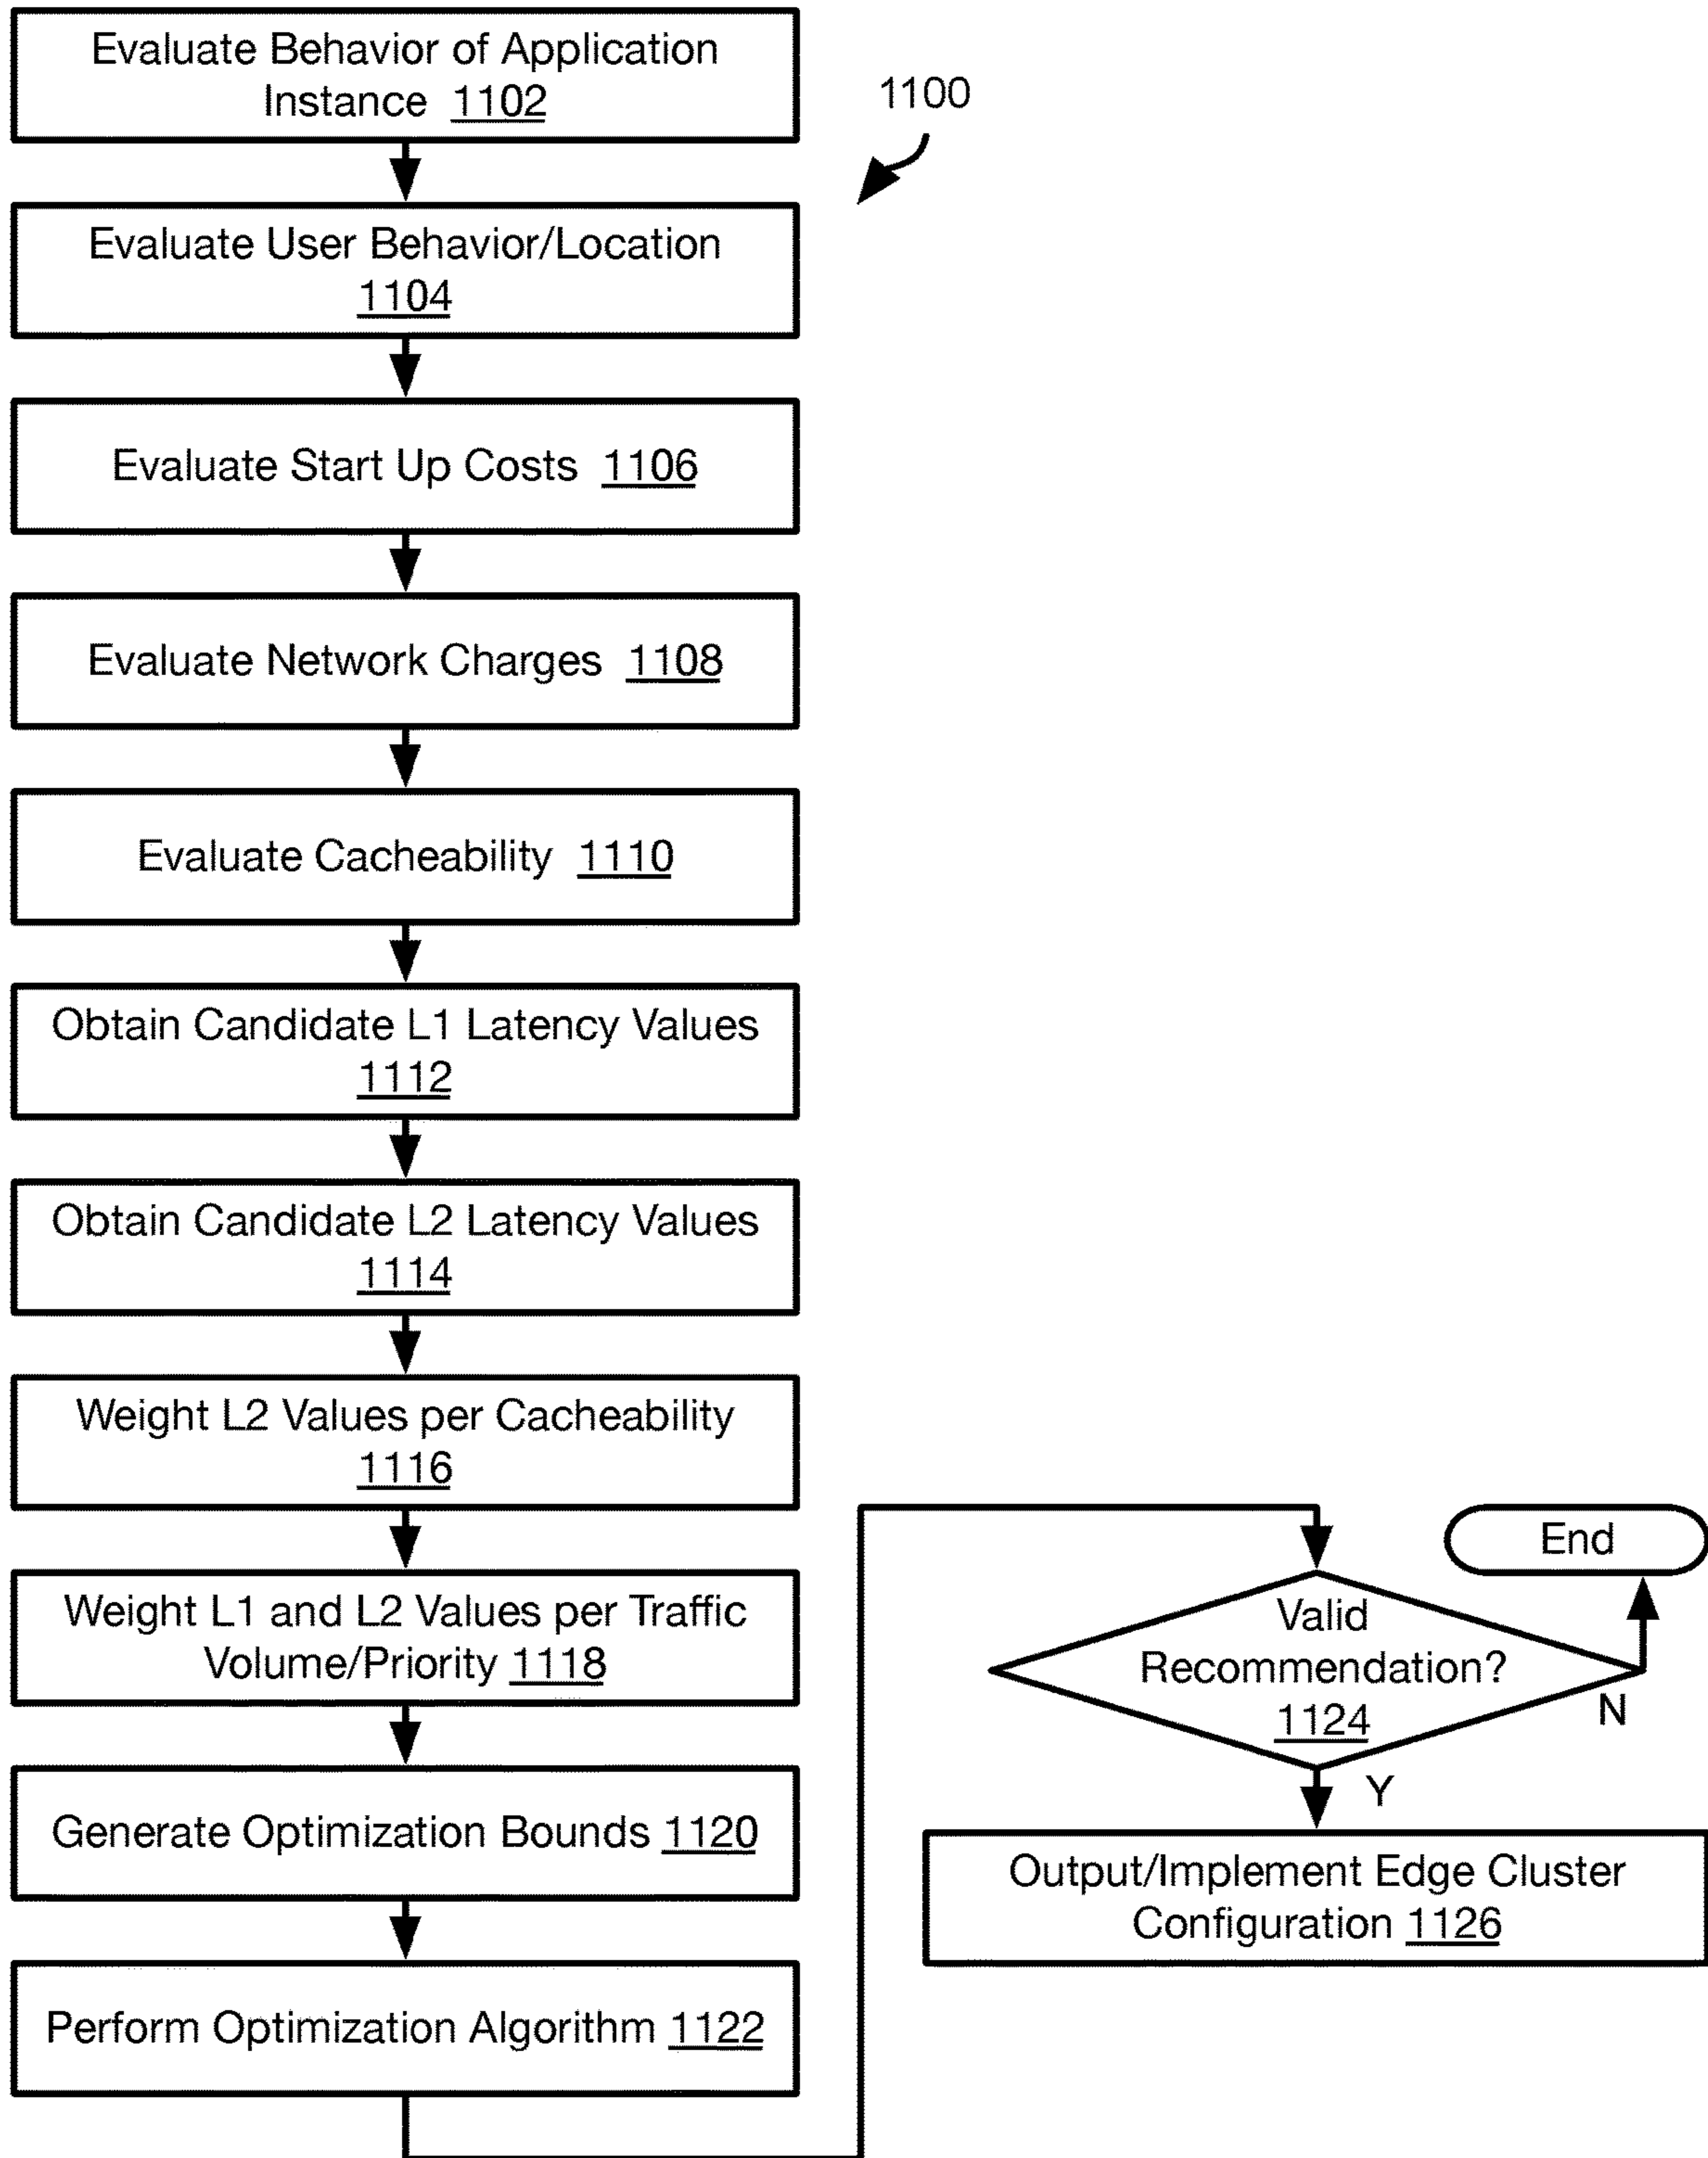 Evaluate Behavior of Application
Instance 1102
1100
Evaluate User Behavior/Location
1104
Evaluate Start Up Costs 1106
Evaluate Network Charges 1108
Evaluate Cacheability 1110
Obtain Candidate L1 Latency Values
1112
Obtain Candidate L2 Latency Values
1114
Weight L2 Values per Cacheability
1116
Weight L1 and L2 Values per Traffic
Volume/Priority 1118
Generate Optimization Bounds 1120
Perform Optimization Algorithm 1122
End
Valid
Recommendation?
1124
N
Y
Output/Implement Edge Cluster
Configuration 1126